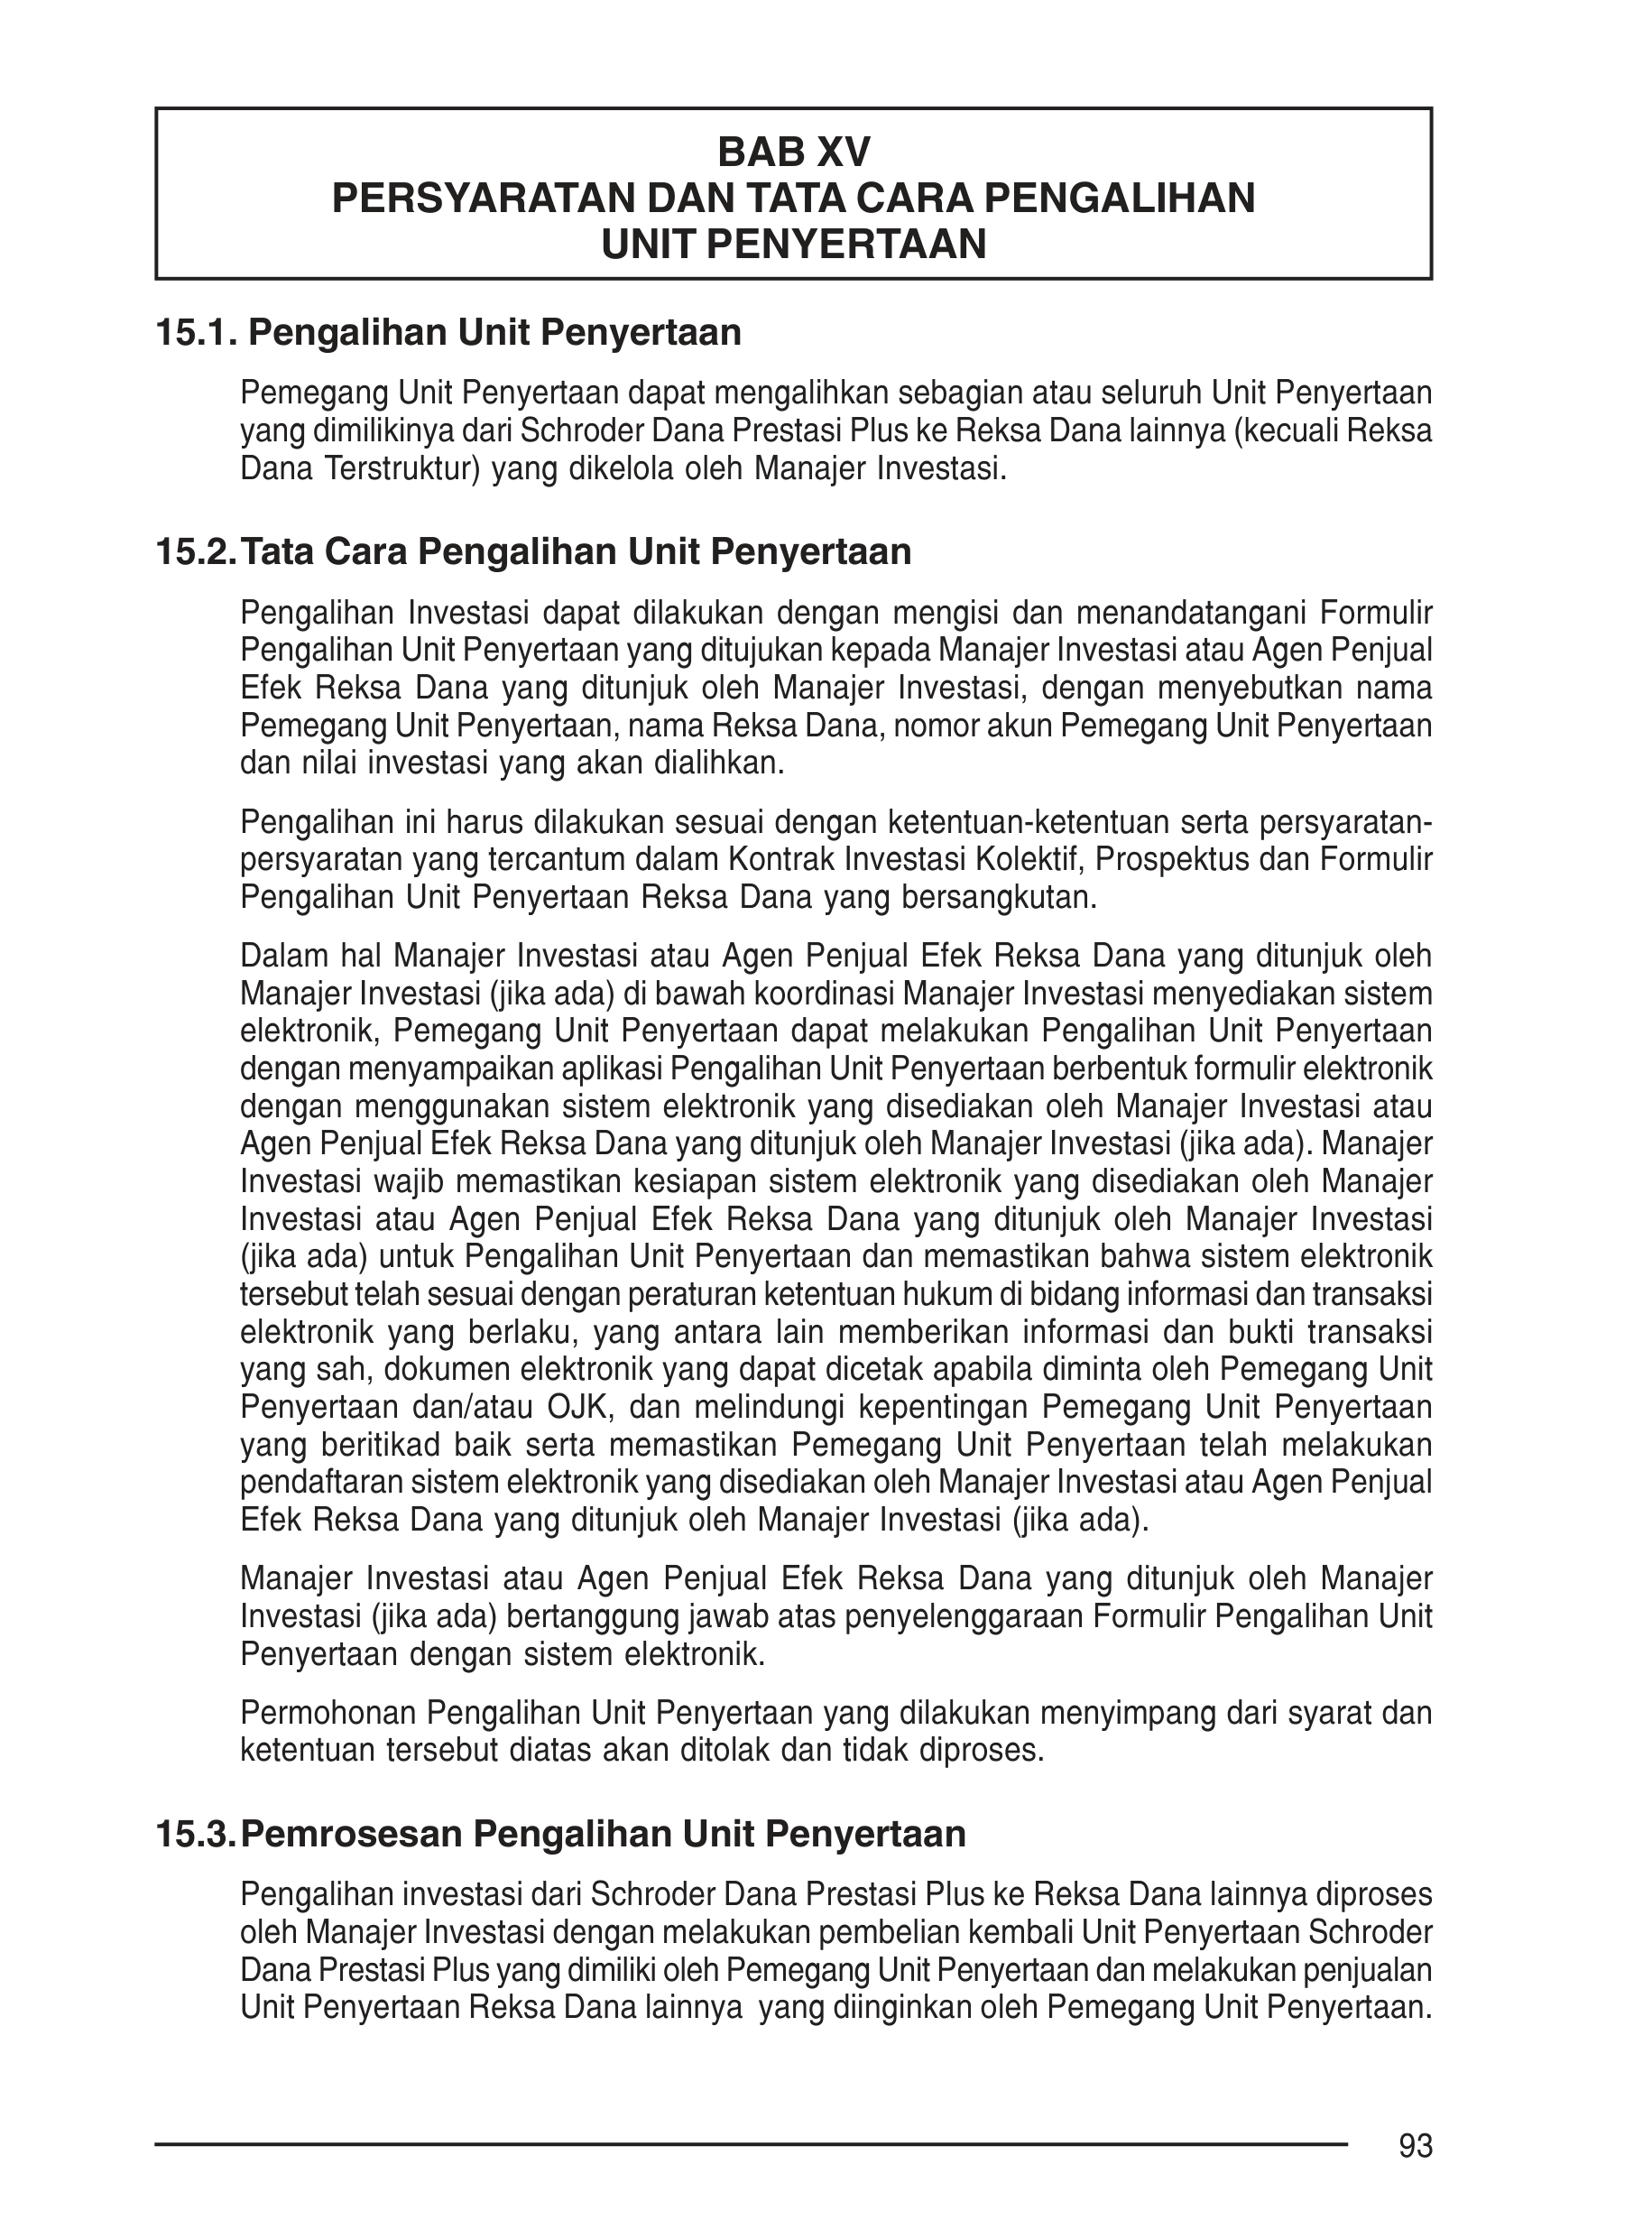 BAB XV
PERSYARATAN DAN TATA CARA PENGALIHAN
UNIT PENYERTAAN
15.1. Pengalihan Unit Penyertaan
Pemegang Unit Penyertaan dapat mengalihkan sebagian atau seluruh Unit Penyertaan
yang dimilikinya dari Schroder Dana Prestasi Plus ke Reksa Dana lainnya (kecuali Reksa
Dana Terstruktur) yang dikelola oleh Manajer Investasi.
15.2. Tata Cara Pengalihan Unit Penyertaan
Pengalihan Investasi dapat dilakukan dengan mengisi dan menandatangani Formulir
Pengalihan Unit Penyertaan yang ditujukan kepada Manajer Investasi atau Agen Penjual
Efek Reksa Dana yang ditunjuk oleh Manajer Investasi, dengan menyebutkan nama
Pemegang Unit Penyertaan, nama Reksa Dana, nomor akun Pemegang Unit Penyertaan
dan nilai investasi yang akan dialihkan.
Pengalihan ini harus dilakukan sesuai dengan ketentuan-ketentuan serta persyaratan-
persyaratan yang tercantum dalam Kontrak Investasi Kolektif, Prospektus dan Formulir
Pengalihan Unit Penyertaan Reksa Dana yang bersangkutan.
Dalam hal Manajer Investasi atau Agen Penjual Efek Reksa Dana yang ditunjuk oleh
Manajer Investasi (jika ada) di bawah koordinasi Manajer Investasi menyediakan sistem
elektronik, Pemegang Unit Penyertaan dapat melakukan Pengalihan Unit Penyertaan
dengan menyampaikan aplikasi Pengalihan Unit Penyertaan berbentuk formulir elektronik
dengan menggunakan sistem elektronik yang disediakan oleh Manajer Investasi atau
Agen Penjual Efek Reksa Dana yang ditunjuk oleh Manajer Investasi (jika ada). Manajer
Investasi wajib memastikan kesiapan sistem elektronik yang disediakan oleh Manajer
Investasi atau Agen Penjual Efek Reksa Dana yang ditunjuk oleh Manajer Investasi
(jika ada) untuk Pengalihan Unit Penyertaan dan memastikan bahwa sistem elektronik
tersebut telah sesuai dengan peraturan ketentuan hukum di bidang informasi dan transaksi
elektronik yang berlaku, yang antara lain memberikan informasi dan bukti transaksi
yang sah, dokumen elektronik yang dapat dicetak apabila diminta oleh Pemegang Unit
Penyertaan dan/atau OJK, dan melindungi kepentingan Pemegang Unit Penyertaan
yang beritikad baik serta memastikan Pemegang Unit Penyertaan telah melakukan
pendaftaran sistem elektronik yang disediakan oleh Manajer Investasi atau Agen Penjual
Efek Reksa Dana yang ditunjuk oleh Manajer Investasi (jika ada).
Manajer Investasi atau Agen Penjual Efek Reksa Dana yang ditunjuk oleh Manajer
Investasi (jika ada) bertanggung jawab atas penyelenggaraan Formulir Pengalihan Unit
Penyertaan dengan sistem elektronik.
Permohonan Pengalihan Unit Penyertaan yang dilakukan menyimpang dari syarat dan
ketentuan tersebut diatas akan ditolak dan tidak diproses.
15.3. Pemrosesan Pengalihan Unit Penyertaan
Pengalihan investasi dari Schroder Dana Prestasi Plus ke Reksa Dana lainnya diproses
oleh Manajer Investasi dengan melakukan pembelian kembali Unit Penyertaan Schroder
Dana Prestasi Plus yang dimiliki oleh Pemegang Unit Penyertaan dan melakukan penjualan
Unit Penyertaan Reksa Dana lainnya yang diinginkan oleh Pemegang Unit Penyertaan.
93